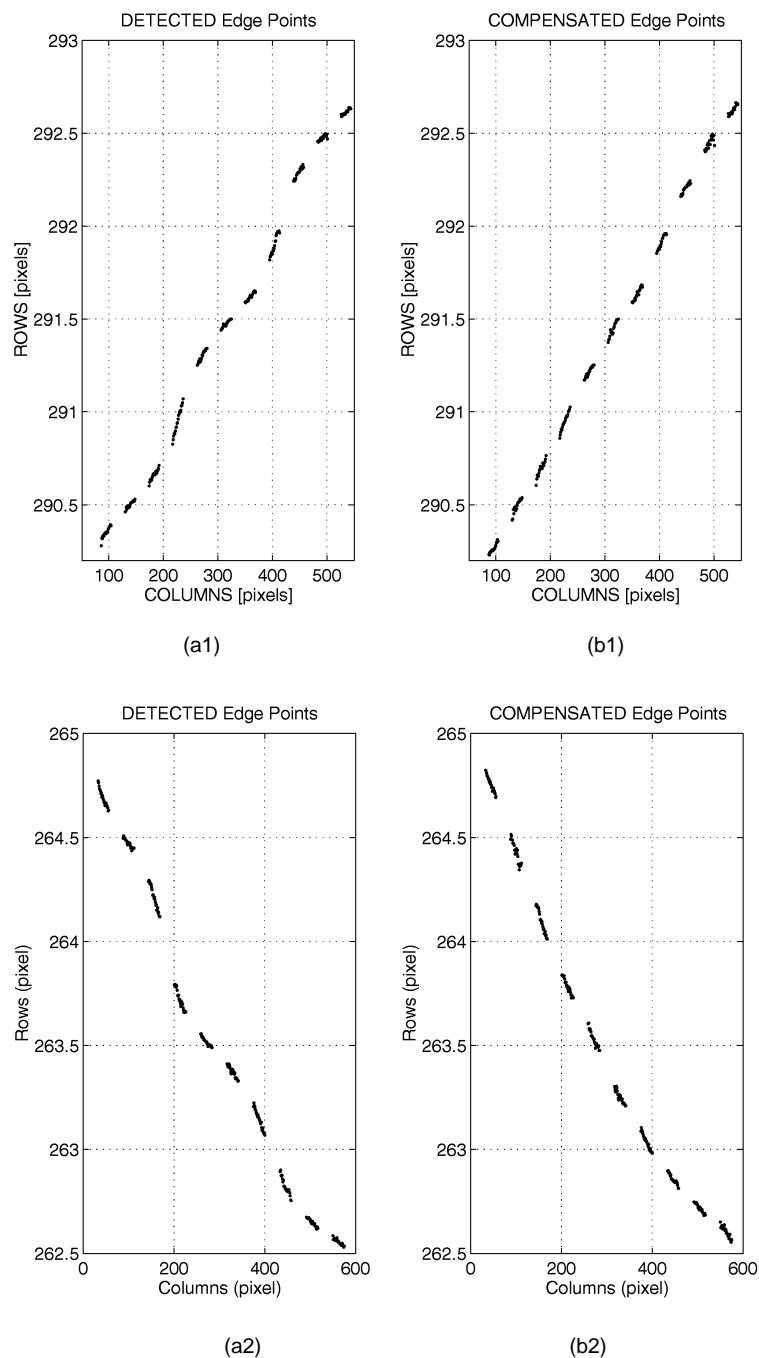 DETECTED Edge Points
COMPENSATED Edge Points
293
292.5
292
291.5
291
290.5
ROWS [pixels]
100 200 300 400 500
COLUMNS [pixels]
293
292.5
292
291.5
291
290.5
ROWS [pixels]
100 200 300 400 500
COLUMNS [pixels]
(a1)
(b1)
DETECTED Edge Points
COMPENSATED Edge Points
265
264.5
264
263.5
263
262.5
Rows (pixel)
0 200 400 600
Columns (pixel)
265
264.5
264
263.5
263
262.5
Rows (pixel)
0 200 400 600
Columns (pixel)
(a2)
(b2)